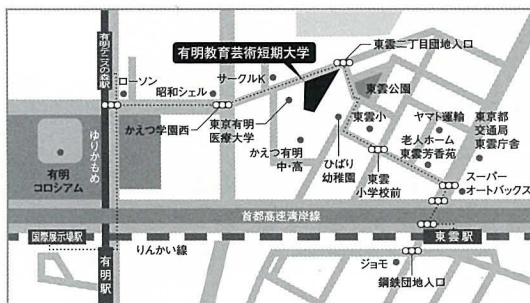 有明テニスの森駅
ローソン
昭和シェル
サークルK
有明教育芸術短期大学
東雲二丁目団地入口
東雲公園
かえつ学園西
東京有明
医療大学
東雲小
ヤマト運輸
東京都
交通局
東雲庁舎
ゆりかもめ
有明
コロシアム
かえつ有明
中・高
ひばり
幼稚園
老人ホーム
東雲芳香苑
東雲
小学校前
スーパー
オートバックス
首都高速湾岸線
国際展示場駅
りんかい線
東雲駅
有明駅
ジョモ
鋼鉄団地入口